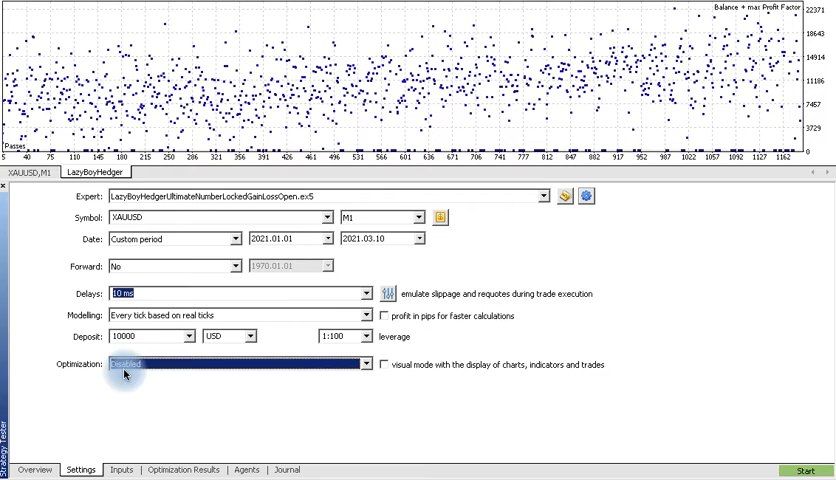 Balance + max Profit Factor
22371
18643
14914
11186
7457
3729
0
Passes
5 40 75 110 145 180 215 250 285 321 356 391 426 461 496 531 566 601 636 671 706 741 777 812 847 882 917 952 987 1022 1057 1092 1127 1162
XAUUSD,M1 LazyBoyHedger
Expert: LazyBoyHedgerUltimateNumberLockedGainLossOpen.ex5
Symbol: XAUUSD M1
Date: Custom period 2021.01.01 2021.03.10
Forward: No 1970.01.01
Delays: 10 ms emulate slippage and requotes during trade execution
Modelling: Every tick based on real ticks profit in pips for faster calculations
Deposit: 10000 USD 1:100 leverage
Optimization: Disabled visual mode with the display of charts, indicators and trades
Strategy Tester
Overview Settings Inputs Optimization Results Agents Journal Start